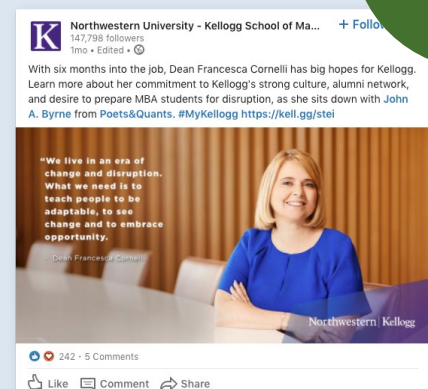 K
Northwestern University - Kellogg School of Ma...
+ Follo
147,798 followers
1mo • Edited •
With six months into the job, Dean Francesca Cornelli has big hopes for Kellogg.
Learn more about her commitment to Kellogg's strong culture, alumni network,
and desire to prepare MBA students for disruption, as she sits down with John
A. Byrne from Poets&Quants. #MyKellogg https://kell.gg/stei
"We live in an era of
change and disruption.
What we need is to
teach people to be
adaptable, to see
change and to embrace
opportunity.
- Dean Francesca Cornelli
Northwestern | Kellogg
242 · 5 Comments
Like Comment Share